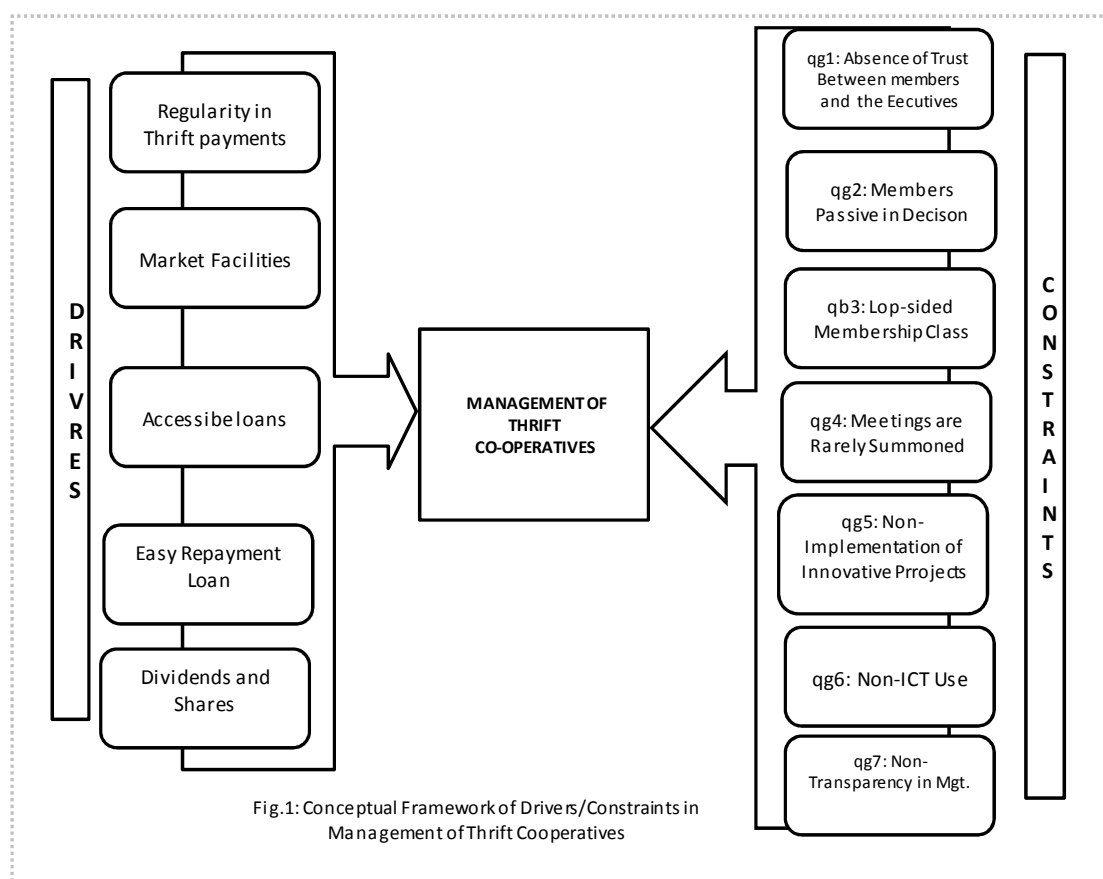 DRIVRES
Regularity in
Thrift payments
Market Facilities
Accessibe loans
Easy Repayment
Loan
Dividends and
Shares
MANAGEMENT OF
THRIFT
CO-OPERATIVES
qg1: Absence of Trust
Between members
and the Eecutives
qg2: Members
Passive in Decison
qb3: Lop-sided
Membership Class
qg4: Meetings are
Rarely Summoned
qg5: Non-
Implementation of
Innovative Prrojects
qg6: Non-ICT Use
qg7: Non-
Transparency in Mgt.
CONSTRAINTS
Fig.1: Conceptual Framework of Drivers/Constraints in
Management of Thrift Cooperatives